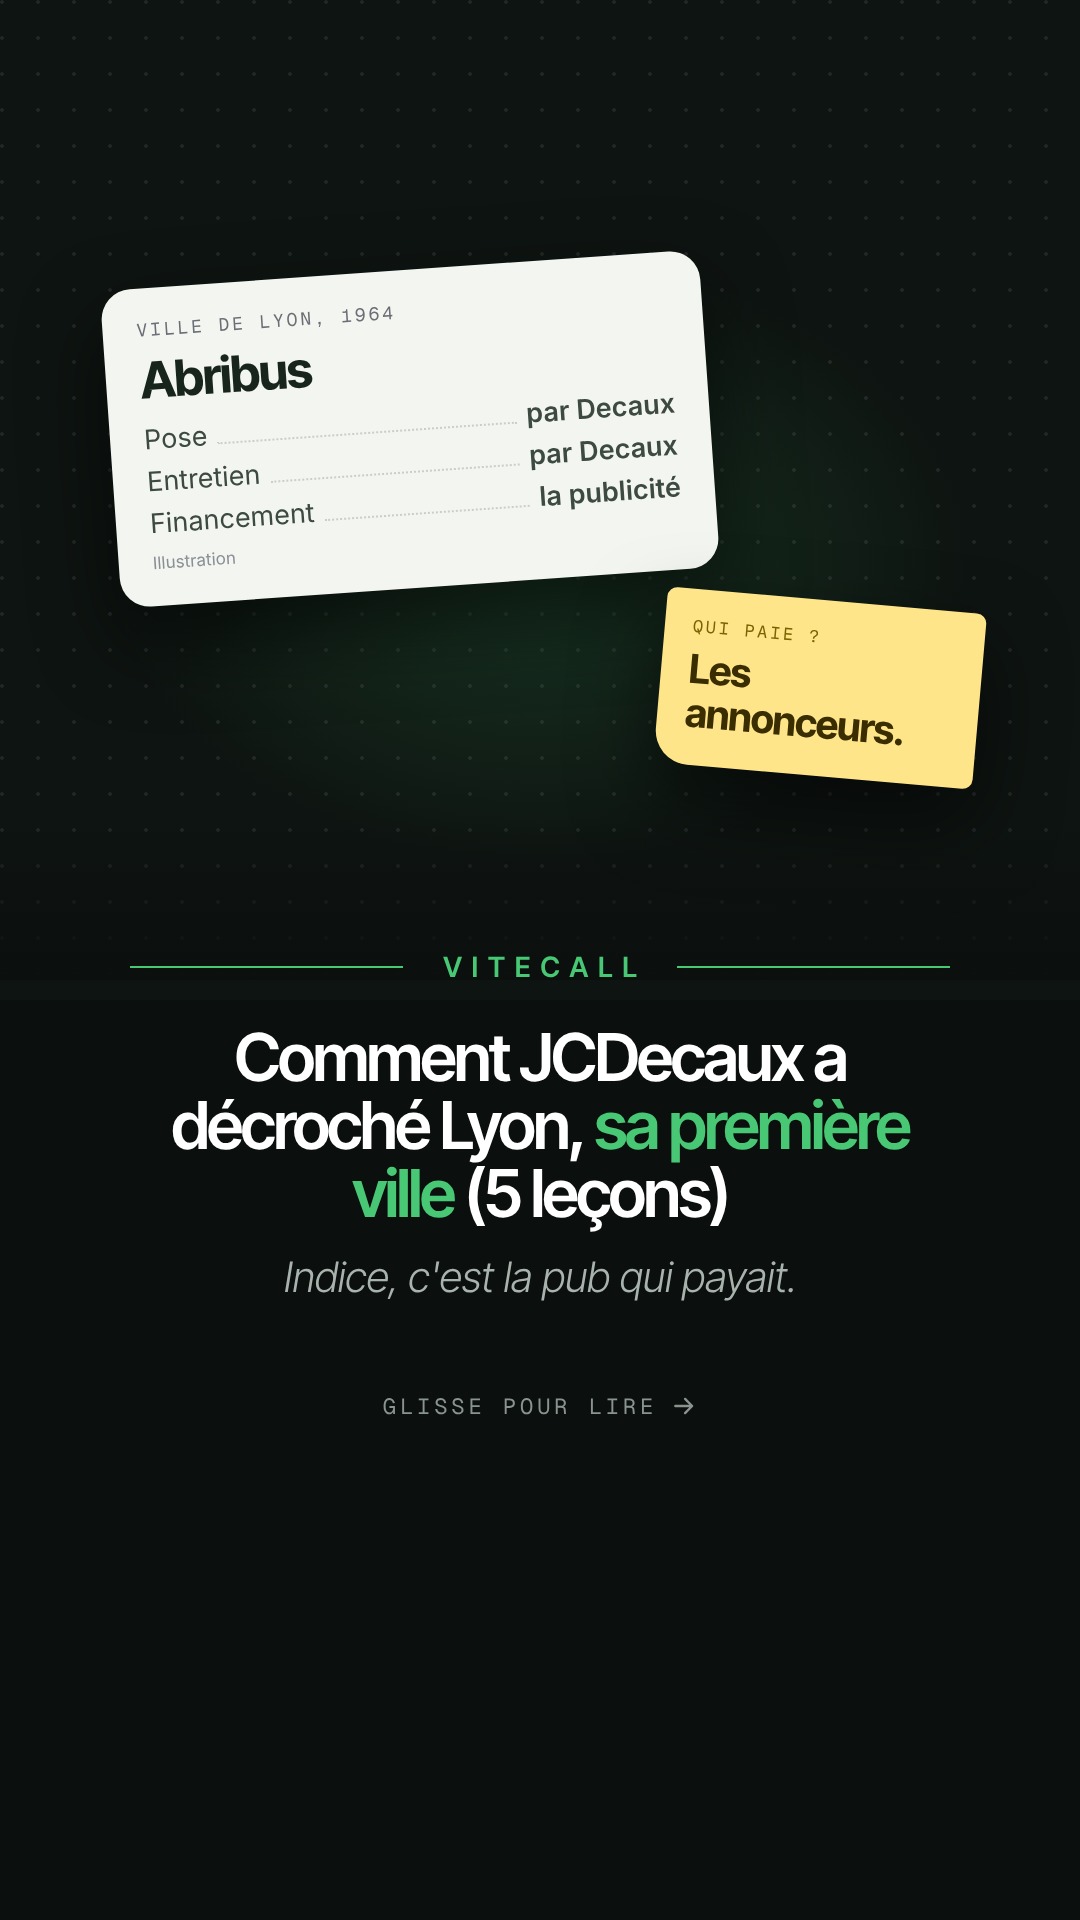 VILLE DE LYON, 1964
Abribus
Pose par Decaux
Entretien par Decaux
Financement la publicité
Illustration
QUI PAIE ?
Les
annonceurs.
VITECALL
Comment JCDecaux a
décroché Lyon, sa première
ville (5 leçons)
Indice, c'est la pub qui payait.
GLISSE POUR LIRE →